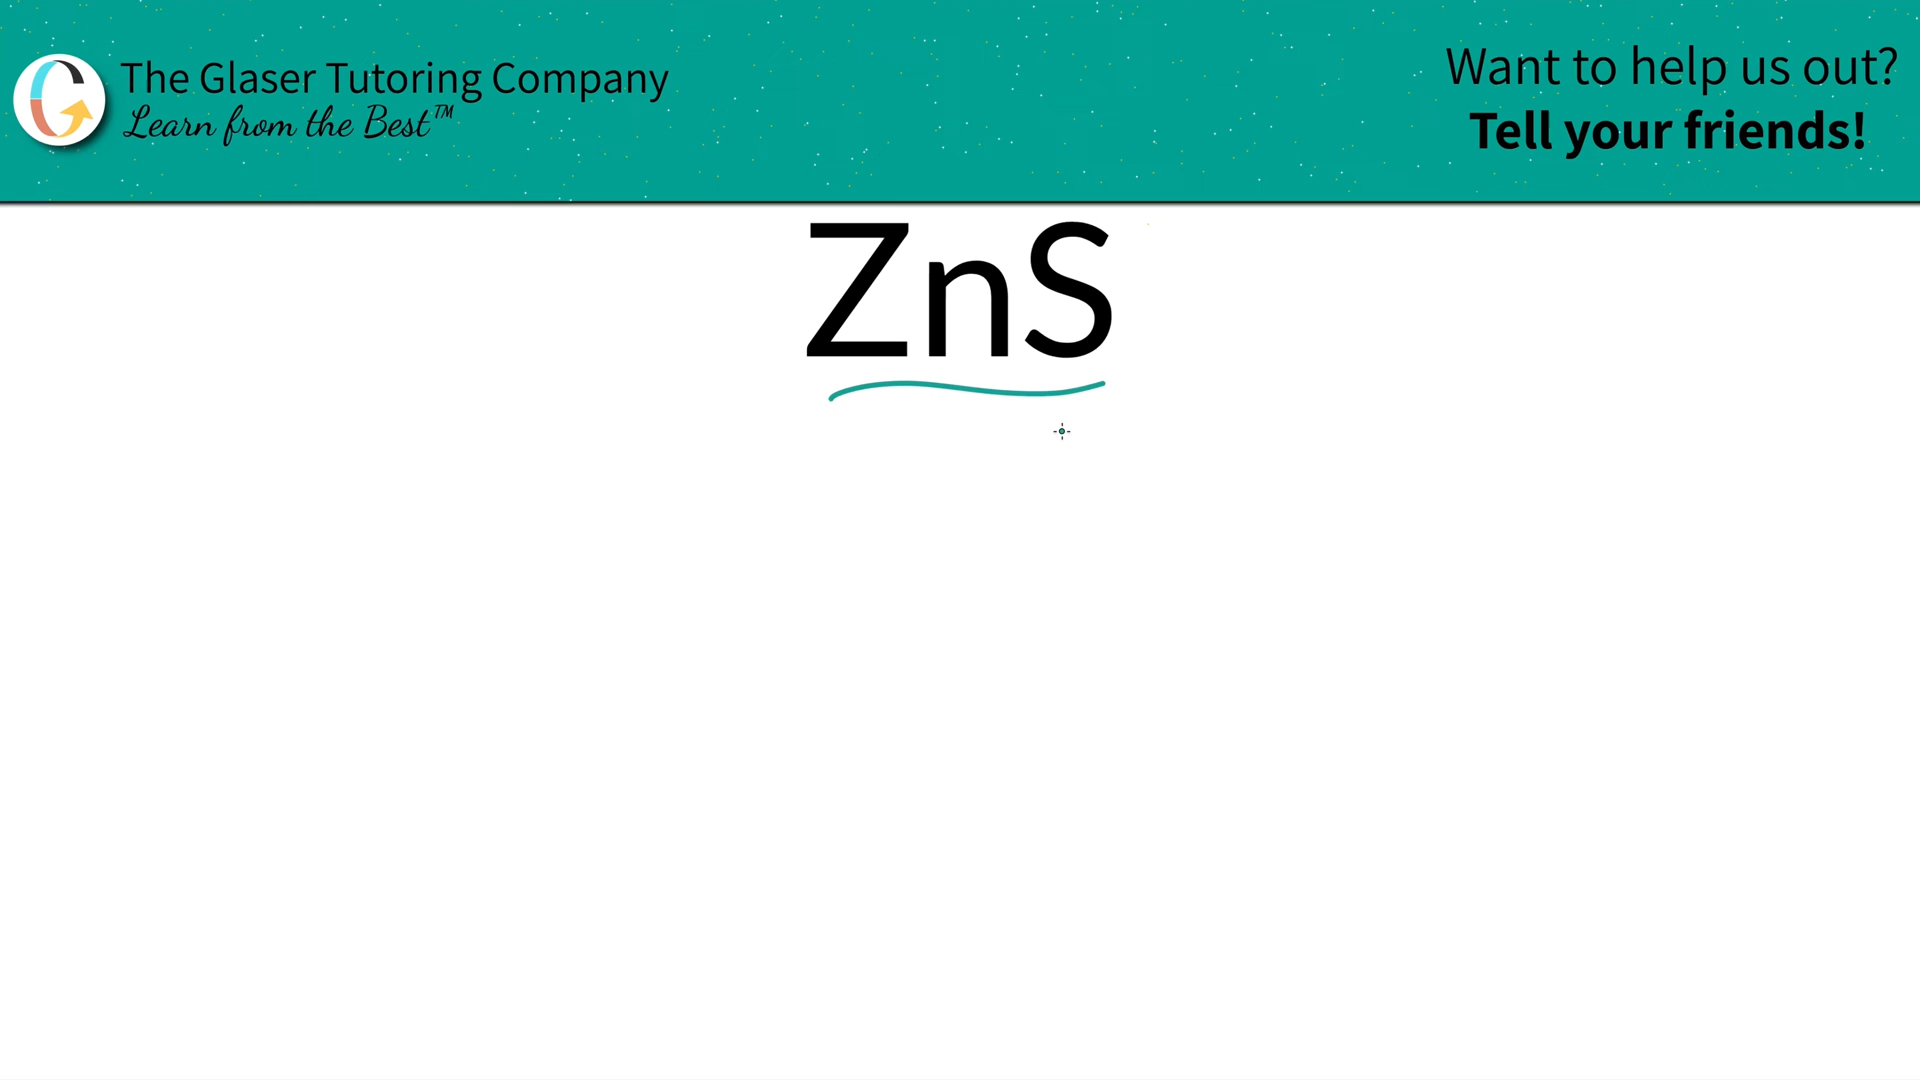 The Glaser Tutoring Company
Learn from the Best™
Want to help us out?
Tell your friends!
ZnS